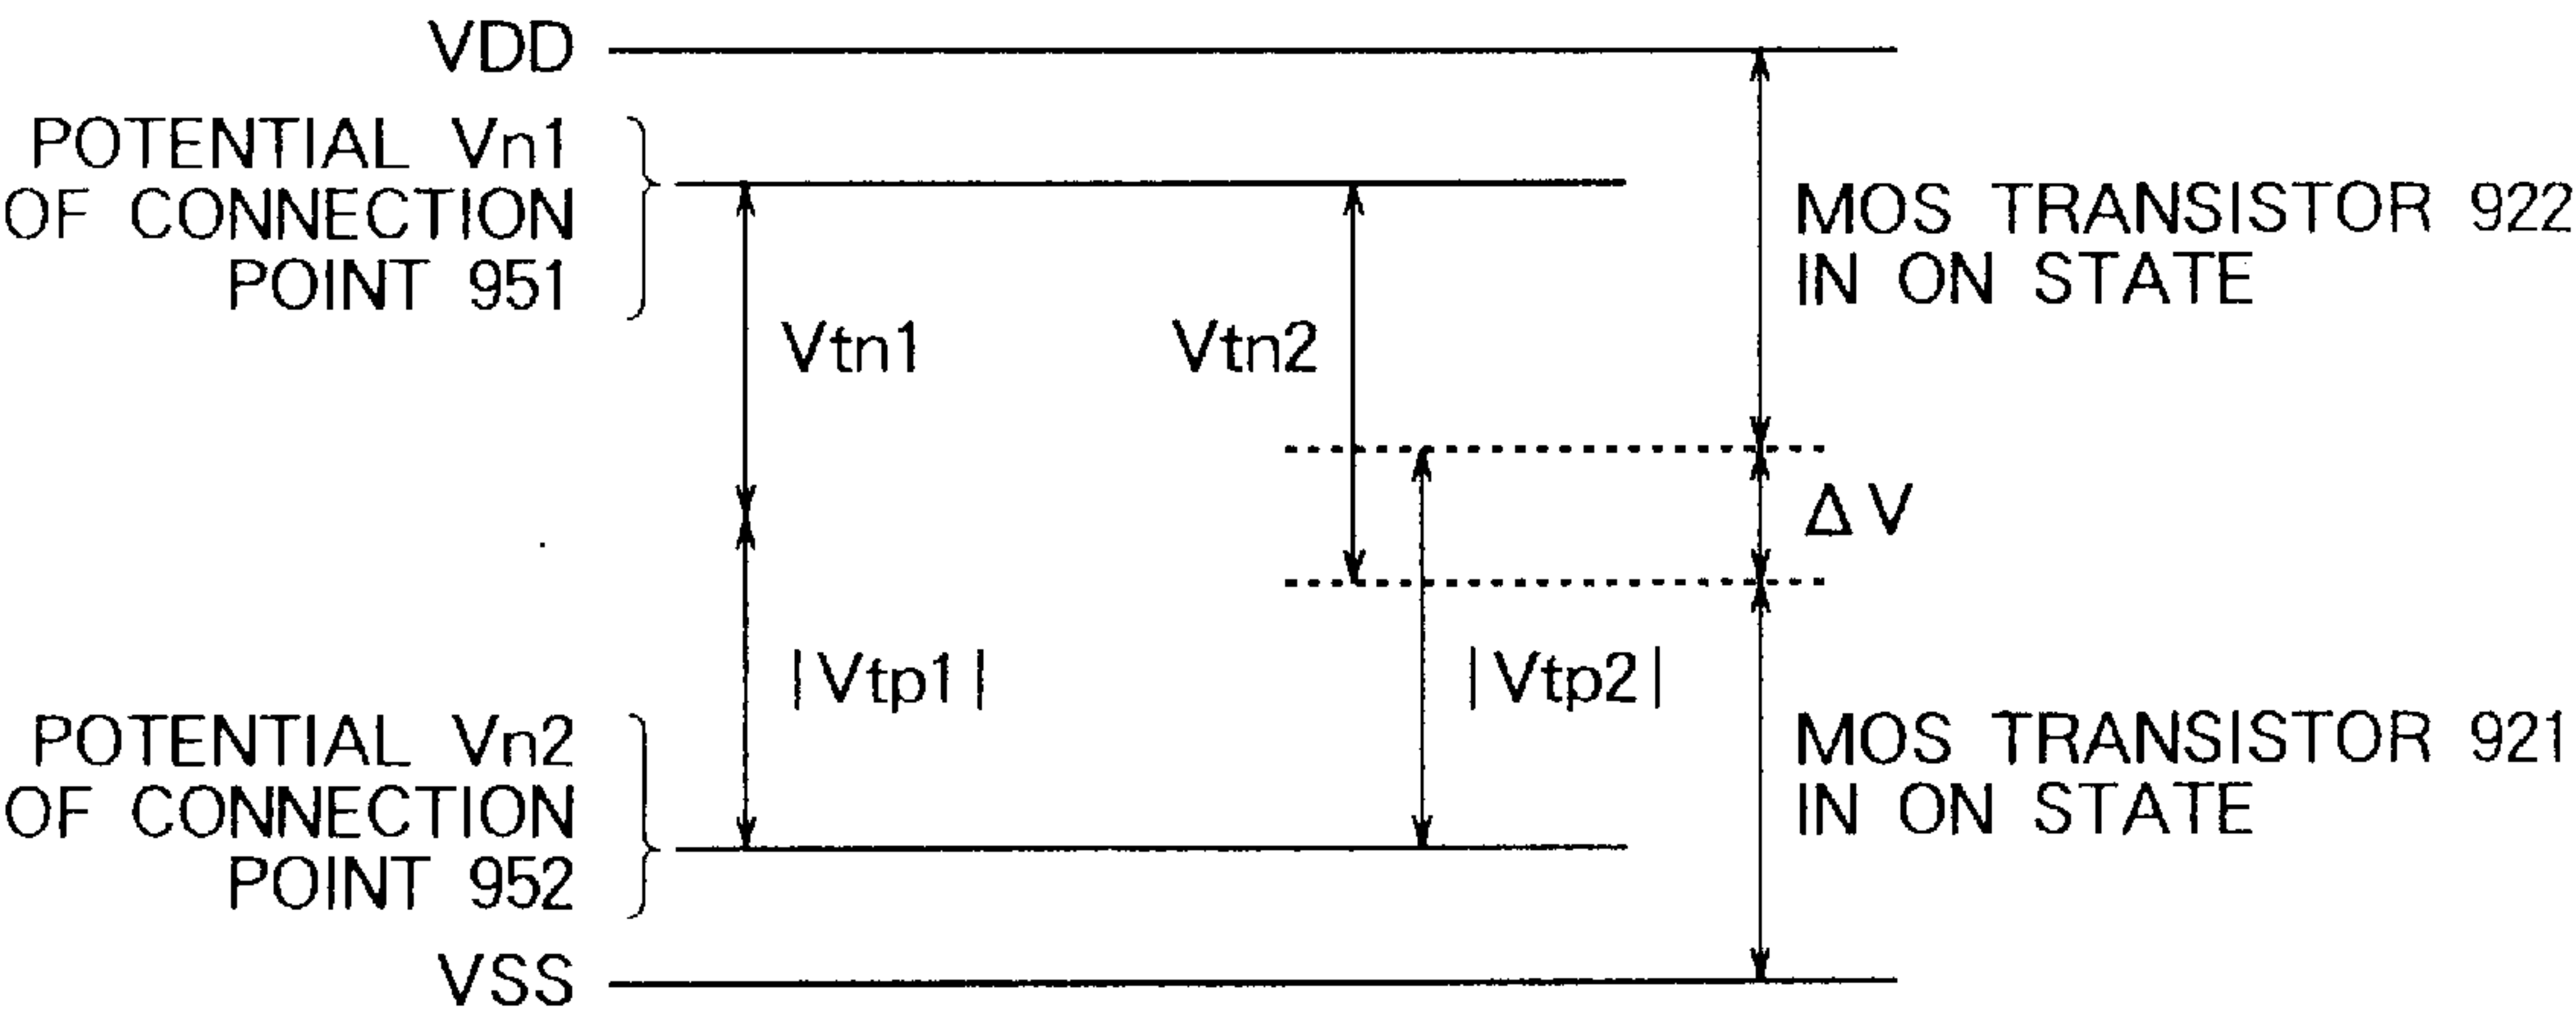 VDD
POTENTIAL Vn1
OF CONNECTION
POINT 951
MOS TRANSISTOR 922
IN ON STATE
Vtn1
Vtn2
ΔV
|Vtp1|
|Vtp2|
POTENTIAL Vn2
OF CONNECTION
POINT 952
MOS TRANSISTOR 921
IN ON STATE
VSS